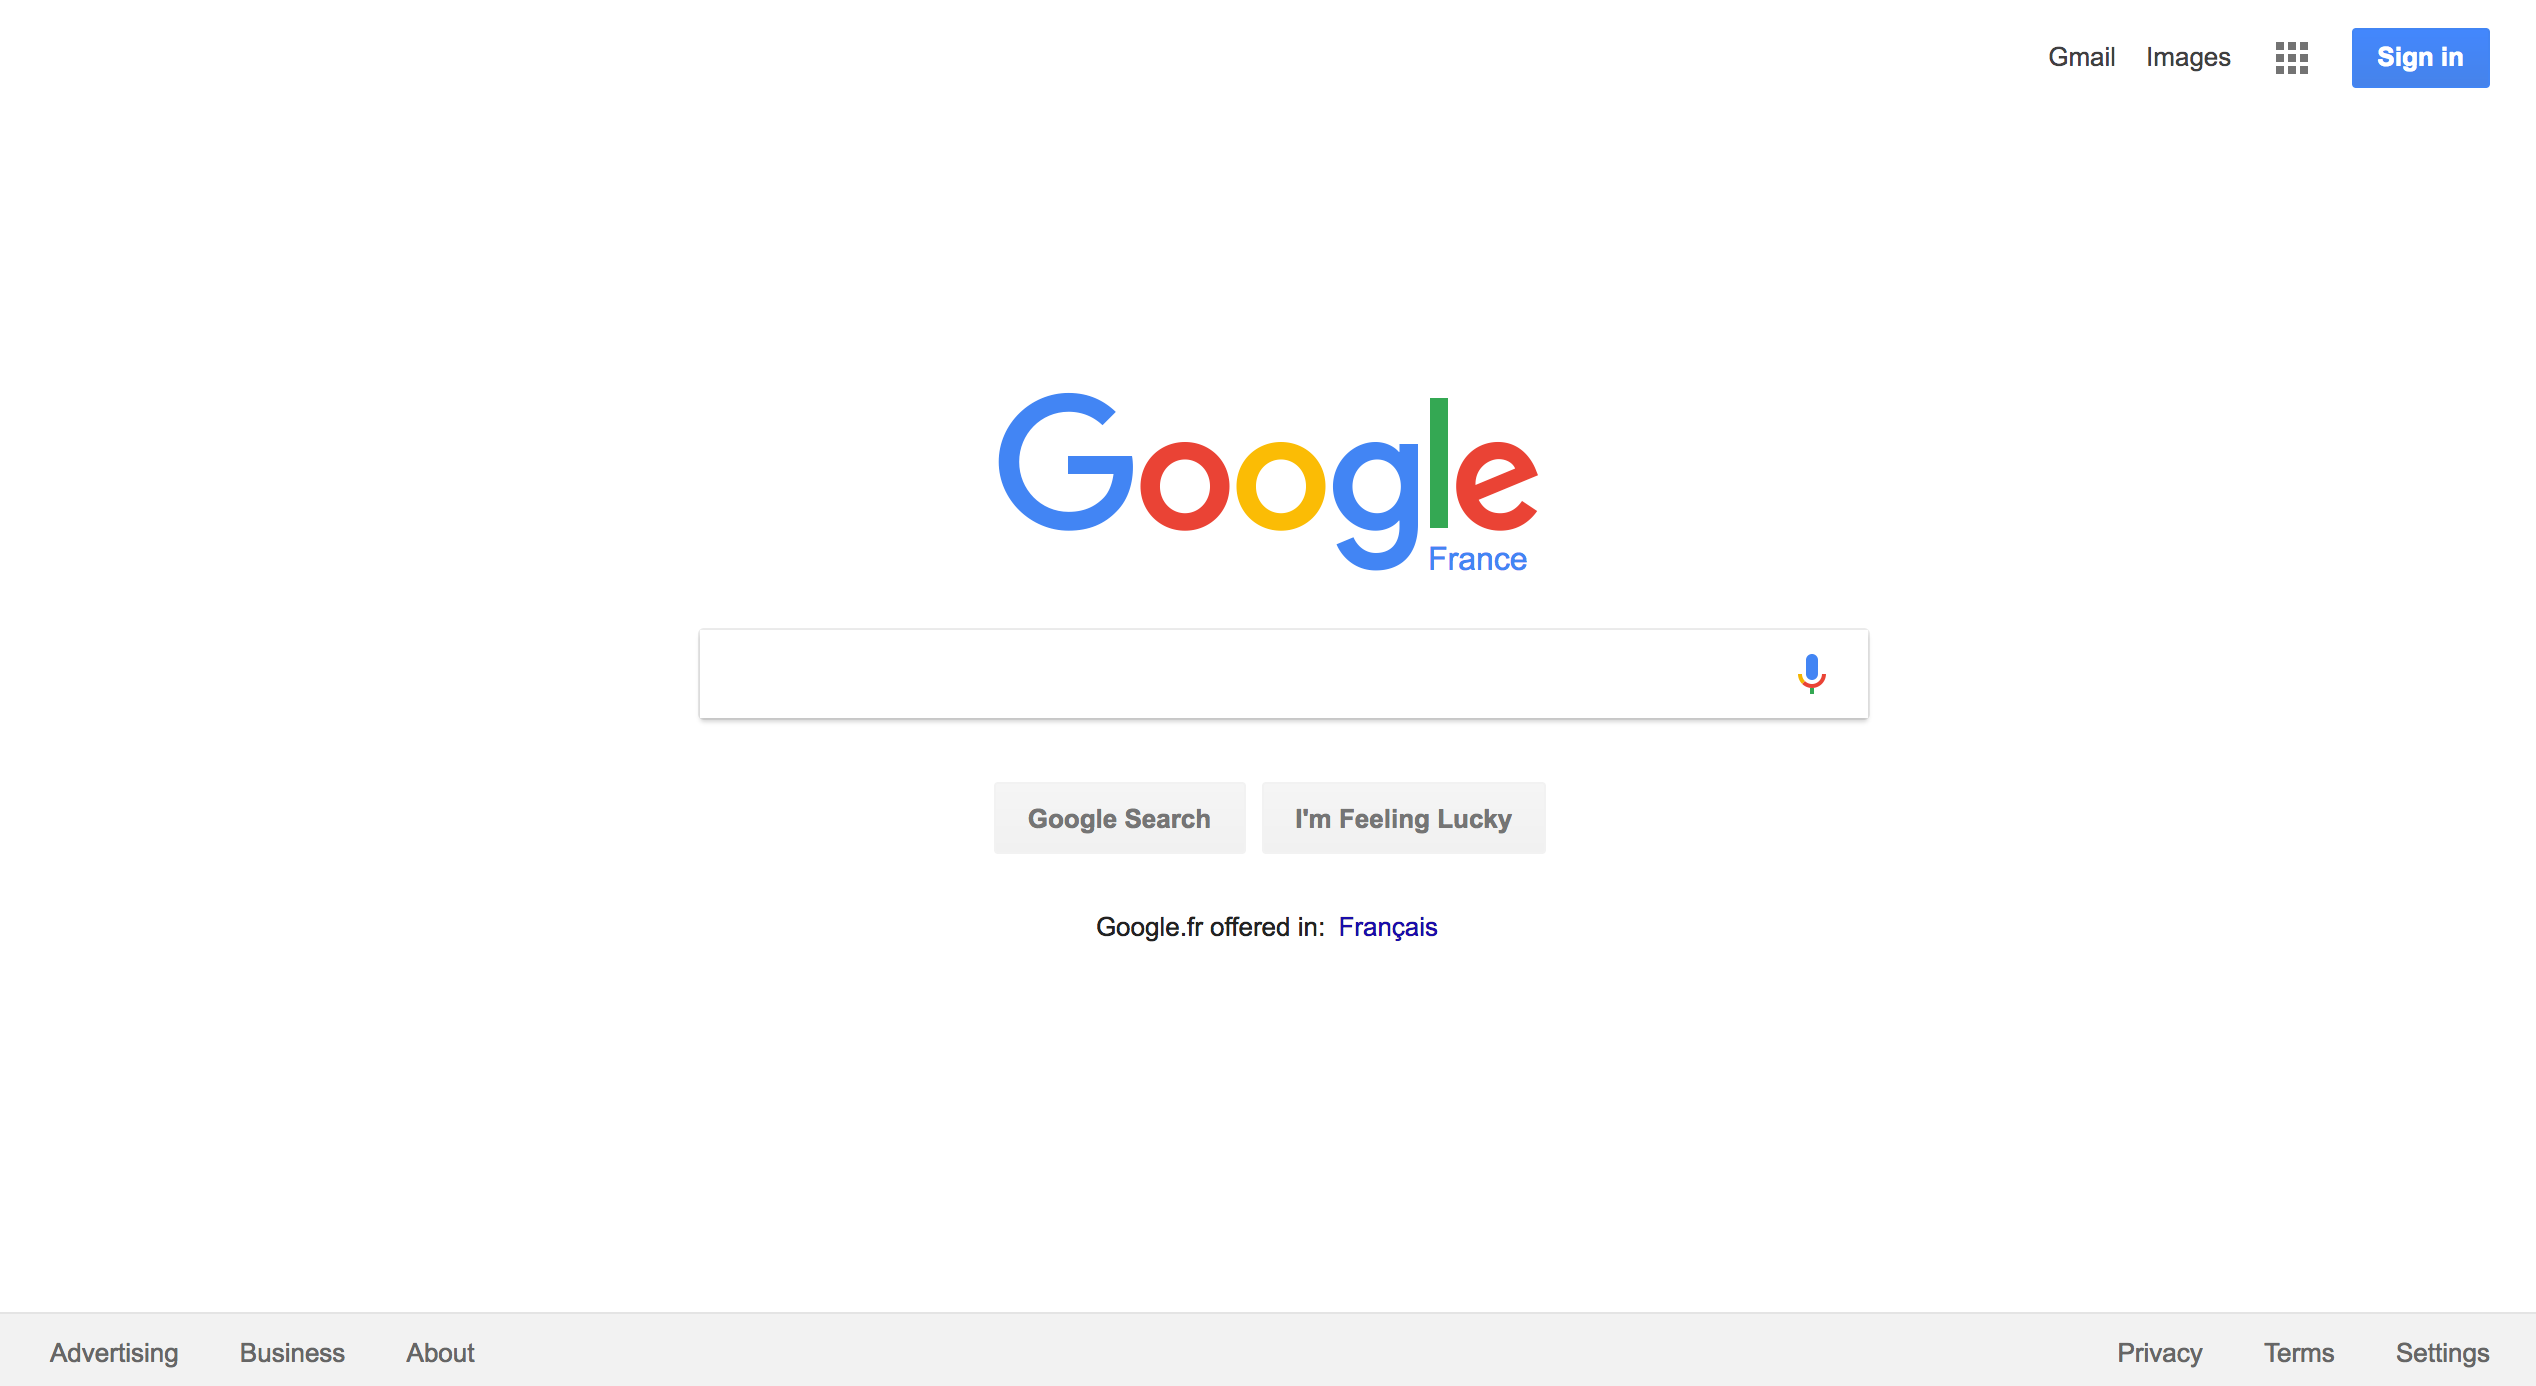 Gmail Images Sign in
Google
France
Google Search I'm Feeling Lucky
Google.fr offered in: Français
Advertising Business About Privacy Terms Settings